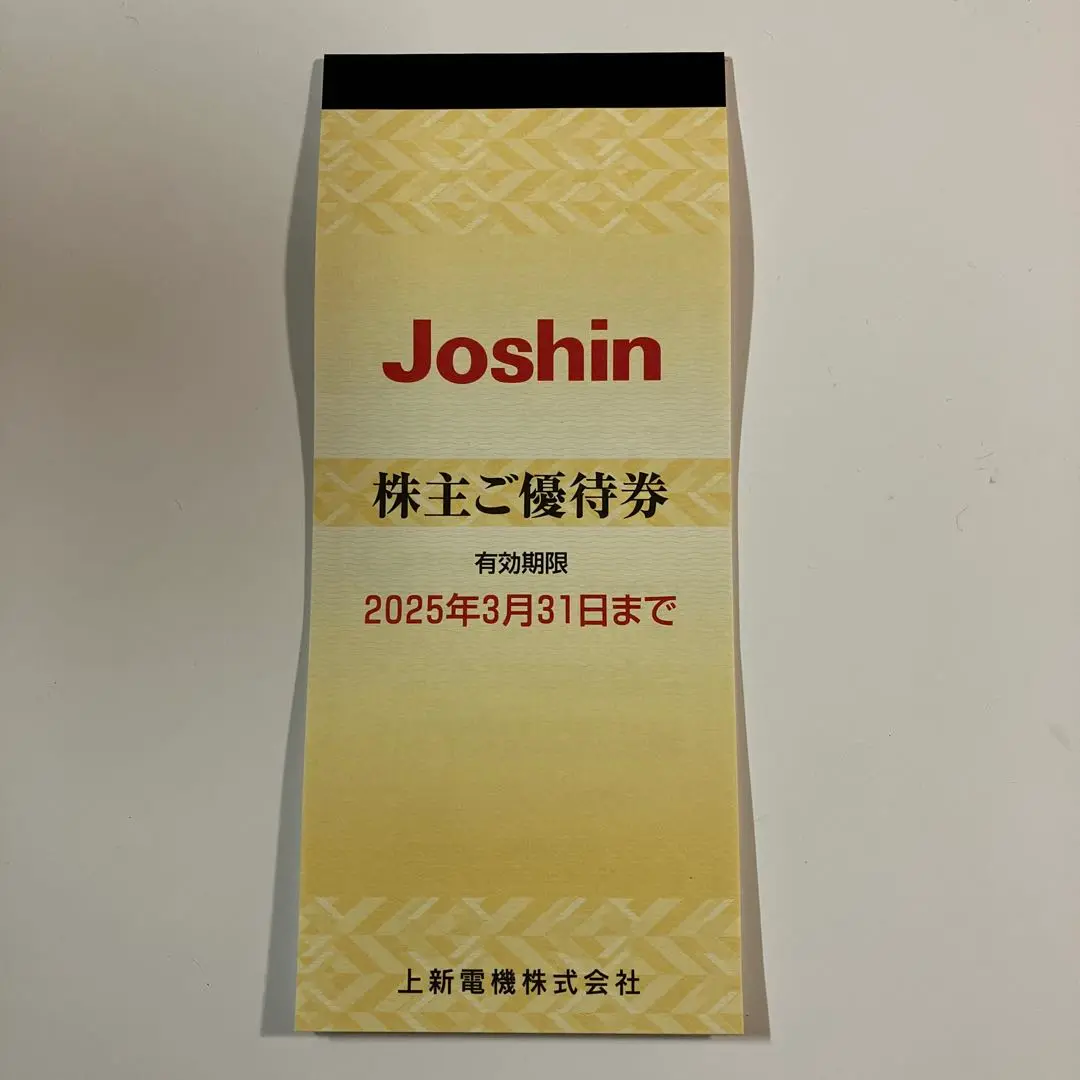 Joshin
株主ご優待券
有効期限
2025年3月31日まで
上新電機株式会社